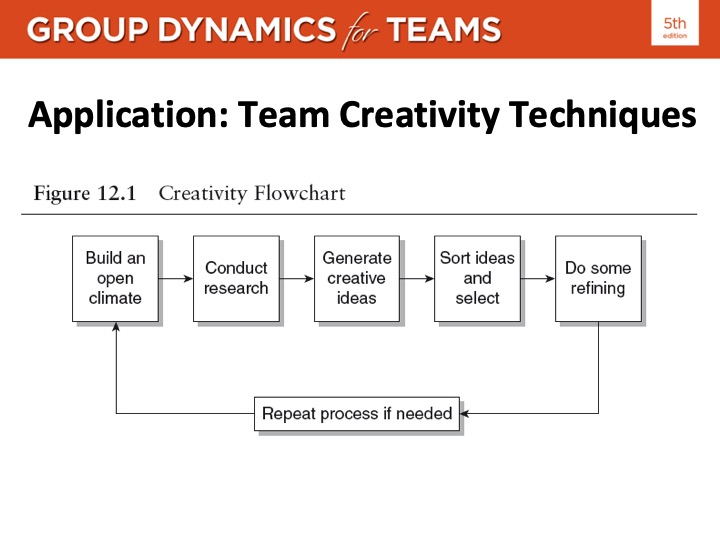 GROUP DYNAMICS for TEAMS
5th
edition
Application: Team Creativity Techniques
Figure 12.1 Creativity Flowchart
Build an
open
climate
Conduct
research
Generate
creative
ideas
Sort ideas
and
select
Do some
refining
Repeat process if needed